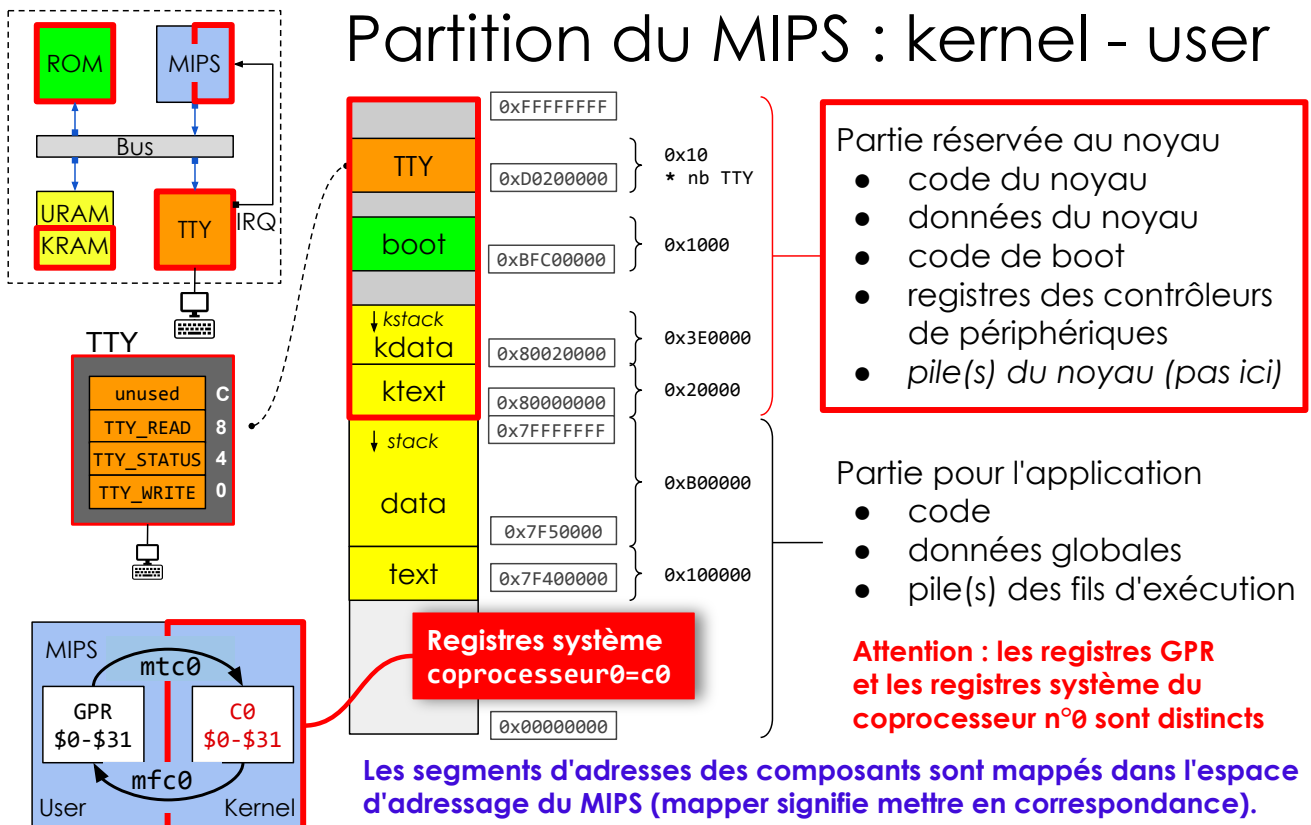 Partition du MIPS : kernel - user
ROM
MIPS
Bus
URAM
KRAM
TTY
IRQ
TTY
unused C
TTY_READ 8
TTY_STATUS 4
TTY_WRITE 0
MIPS
mtc0
GPR
$0-$31
C0
$0-$31
mfc0
User
Kernel
0xFFFFFFFF
TTY
0xD0200000
0x10
* nb TTY
boot
0xBFC00000
0x1000
↓ kstack
kdata
0x80020000
0x3E0000
ktext
0x80000000
0x20000
0x7FFFFFFF
↓ stack
data
0x7F50000
0xB00000
text
0x7F400000
0x100000
Registres système
coprocesseur0=c0
0x00000000
Partie réservée au noyau
● code du noyau
● données du noyau
● code de boot
● registres des contrôleurs
de périphériques
● pile(s) du noyau (pas ici)
Partie pour l'application
● code
● données globales
● pile(s) des fils d'exécution
Attention : les registres GPR
et les registres système du
coprocesseur n°0 sont distincts
Les segments d'adresses des composants sont mappés dans l'espace
d'adressage du MIPS (mapper signifie mettre en correspondance).